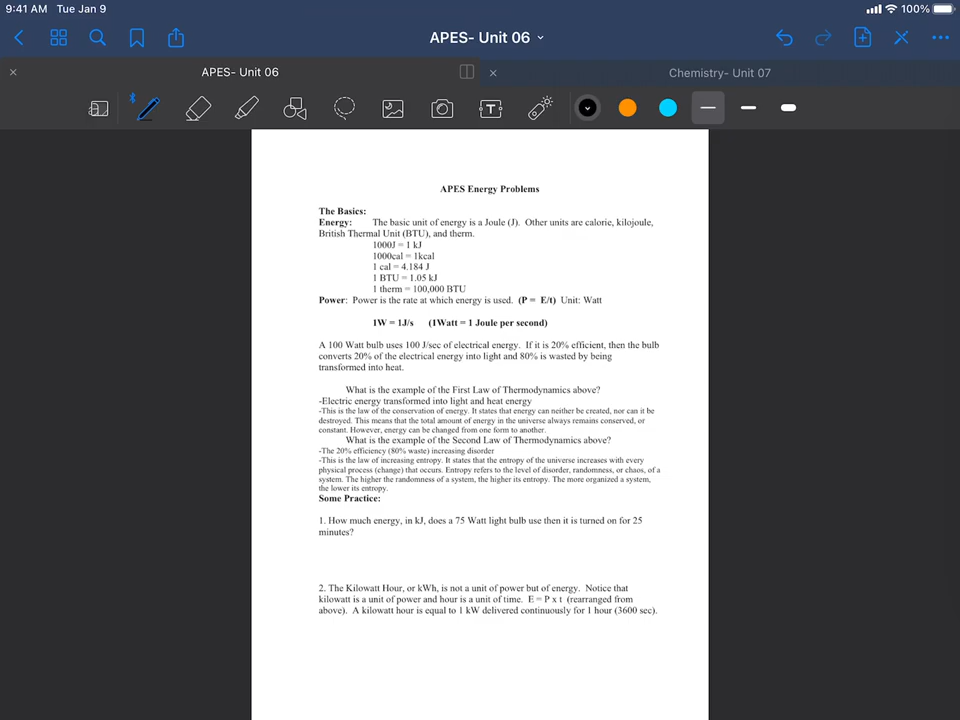 9:41 AM Tue Jan 9
100%
APES- Unit 06
APES- Unit 06
Chemistry- Unit 07
T
APES Energy Problems
The Basics:
Energy: The basic unit of energy is a Joule (J). Other units are calorie, kilojoule,
British Thermal Unit (BTU), and therm.
1000J = 1 kJ
1000cal = 1kcal
1 cal = 4.184 J
1 BTU = 1.05 kJ
1 therm = 100,000 BTU
Power: Power is the rate at which energy is used. (P = E/t) Unit: Watt
1W = 1J/s (1Watt = 1 Joule per second)
A 100 Watt bulb uses 100 J/sec of electrical energy. If it is 20% efficient, then the bulb
converts 20% of the electrical energy into light and 80% is wasted by being
transformed into heat.
What is the example of the First Law of Thermodynamics above?
-Electric energy transformed into light and heat energy
-This is the law of the conservation of energy. It states that energy can neither be created, nor can it be
destroyed. This means that the total amount of energy in the universe always remains conserved, or
constant. However, energy can be changed from one form to another.
What is the example of the Second Law of Thermodynamics above?
-The 20% efficiency (80% waste) increasing disorder
-This is the law of increasing entropy. It states that the entropy of the universe increases with every
physical process (change) that occurs. Entropy refers to the level of disorder, randomness, or chaos, of a
system. The higher the randomness of a system, the higher its entropy. The more organized a system,
the lower its entropy.
Some Practice:
1. How much energy, in kJ, does a 75 Watt light bulb use then it is turned on for 25
minutes?
2. The Kilowatt Hour, or kWh, is not a unit of power but of energy. Notice that
kilowatt is a unit of power and hour is a unit of time. E = P x t (rearranged from
above). A kilowatt hour is equal to 1 kW delivered continuously for 1 hour (3600 sec).